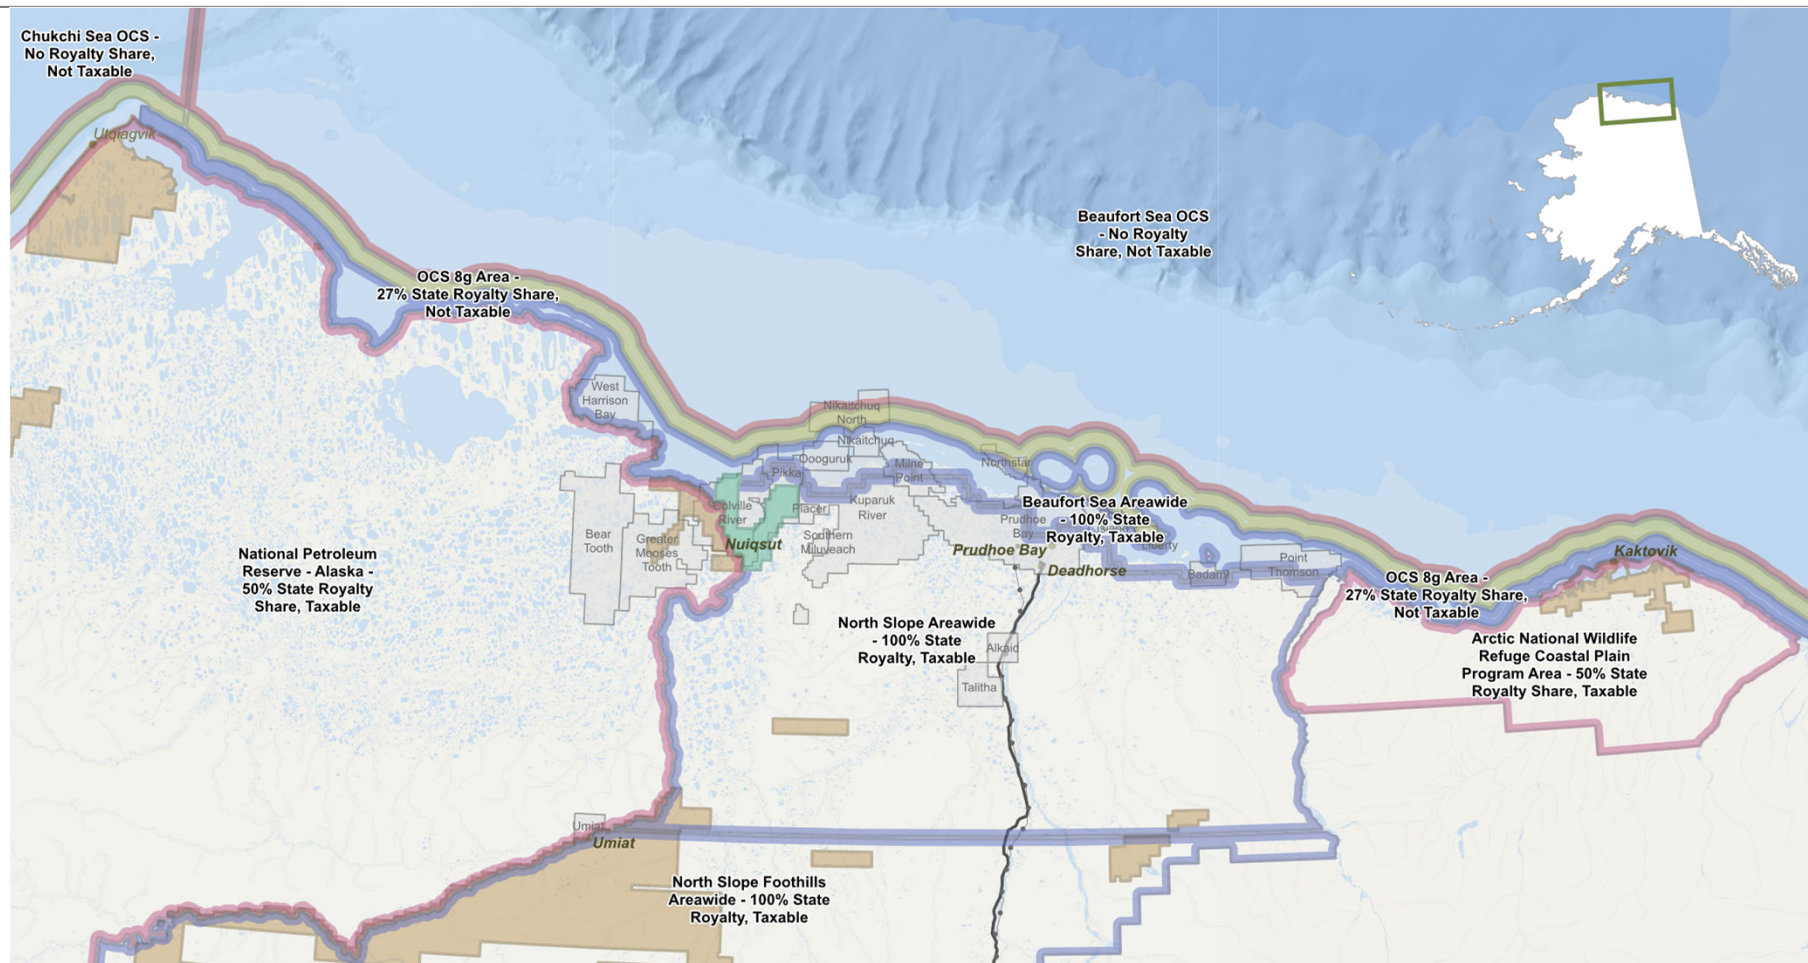 Chukchi Sea OCS -
No Royalty Share,
Not Taxable
Utqiagvik
Beaufort Sea OCS
- No Royalty
Share, Not Taxable
OCS 8g Area -
27% State Royalty Share,
Not Taxable
West
Harrison
Bay
Nikaitchuq
North
Nikaitchuq
Oooguruk
Northstar
Milne
Point
Pikka
Colville
River
Placer
Kuparuk
River
Beaufort Sea Areawide
- 100% State
Royalty, Taxable
Prudhoe
Bay
Liberty
Bear
Tooth
Greater
Mooses
Tooth
Nuiqsut
Southern
Miluveach
Prudhoe Bay
Deadhorse
Badami
Point
Thomson
Kaktovik
National Petroleum
Reserve - Alaska -
50% State Royalty
Share, Taxable
OCS 8g Area -
27% State Royalty Share,
Not Taxable
North Slope Areawide
- 100% State
Royalty, Taxable
Alkaid
Talitha
Arctic National Wildlife
Refuge Coastal Plain
Program Area - 50% State
Royalty Share, Taxable
Umiat
Umiat
North Slope Foothills
Areawide - 100% State
Royalty, Taxable